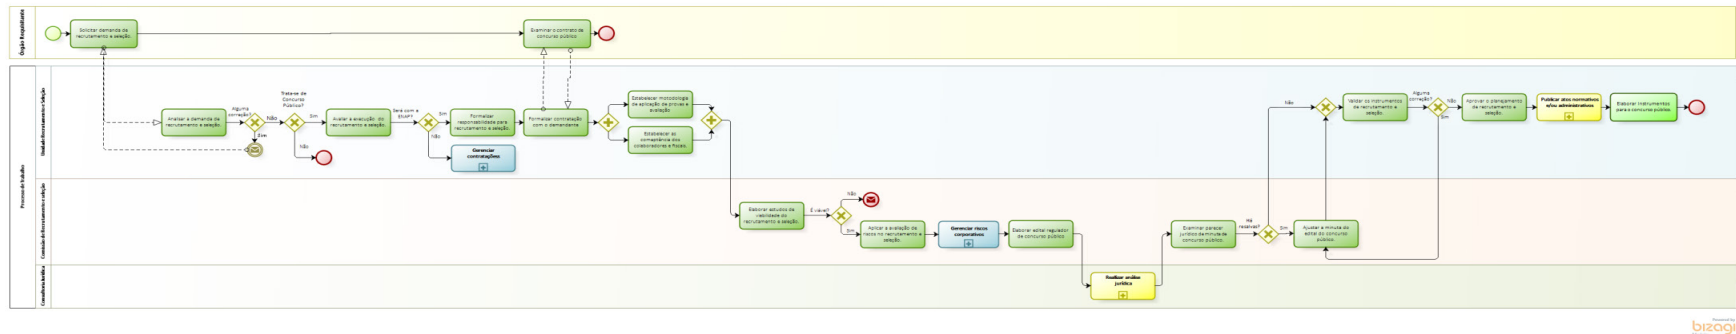 Órgão Requisitante
Solicitar demanda de
recrutamento e seleção.
Examinar o contrato de
concurso público.
Processo de Trabalho
Unidade de Recrutamento e Seleção
Analisar a demanda de
recrutamento e seleção.
Alguma
correção?
Sim
Não
Trata-se de
Concurso
Público?
Sim
Não
Avaliar a execução do
recrutamento e seleção.
Será com a
Sim
Não
Formalizar
responsabilidade para
recrutamento e seleção.
Gerenciar
contratações
Formalizar contratação
com o demandante
Estabelecer metodologia
de aplicação de provas e
avaliação
Estabelecer as
colaboradores e fiscais.
Não
Validar os instrumentos
de recrutamento e
seleção.
Alguma
correção?
Não
Sim
Aprovar o planejamento
de recrutamento e
seleção.
Publicar atos normativos
e/ou administrativos
Elaborar instrumentos
para o concurso público.
Comissão de Recrutamento e seleção
Elaborar estudos de
viabilidade do
recrutamento e seleção.
É viável?
Não
Sim
Aplicar a avaliação de
riscos no recrutamento e
seleção.
Gerenciar riscos
corporativos
Elaborar edital regulador
de concurso público.
Examinar parecer
jurídico da minuta de
concurso público.
Há
Sim
Ajustar a minuta do
edital do concurso
público.
Consultoria Jurídica
Realizar análise
jurídica
Powered by
bizagi